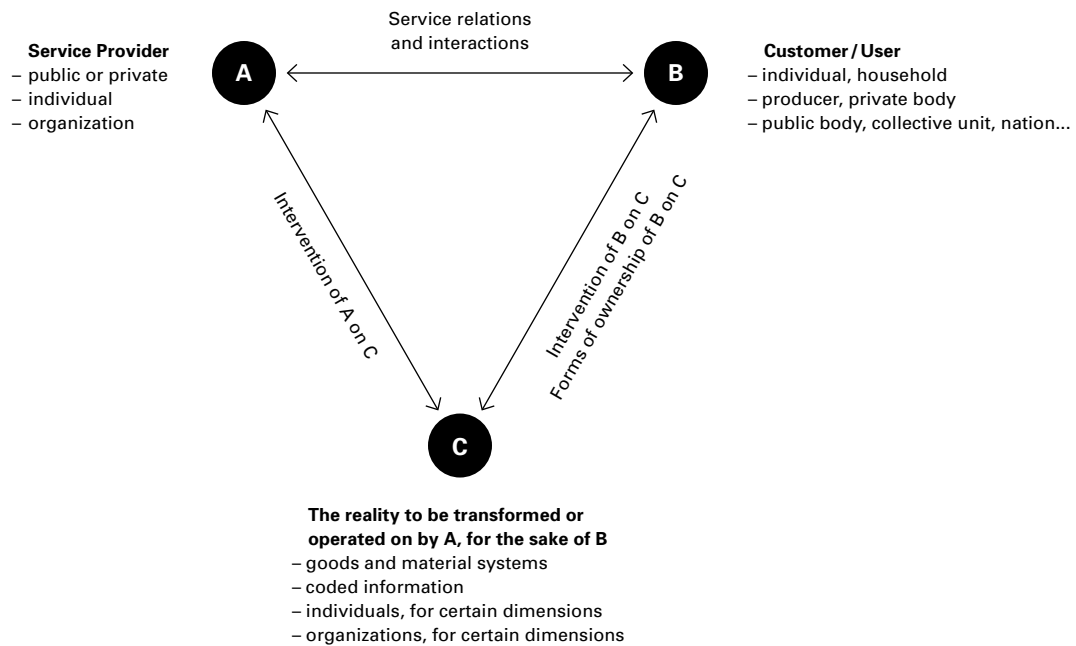 Service relations
and interactions
Service Provider
– public or private
– individual
– organization
A
B
Customer / User
– individual, household
– producer, private body
– public body, collective unit, nation...
Intervention of A on C
Intervention of B on C
Forms of ownership of B on C
C
The reality to be transformed or
operated on by A, for the sake of B
– goods and material systems
– coded information
– individuals, for certain dimensions
– organizations, for certain dimensions